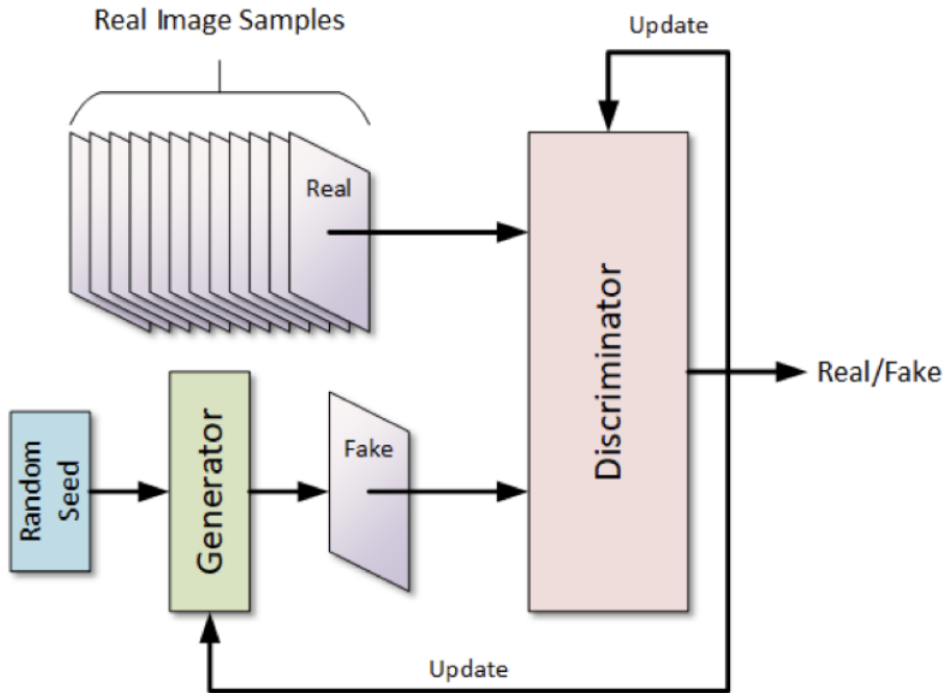 Real Image Samples
Update
Real
Discriminator
Real/Fake
Random
Seed
Generator
Fake
Update